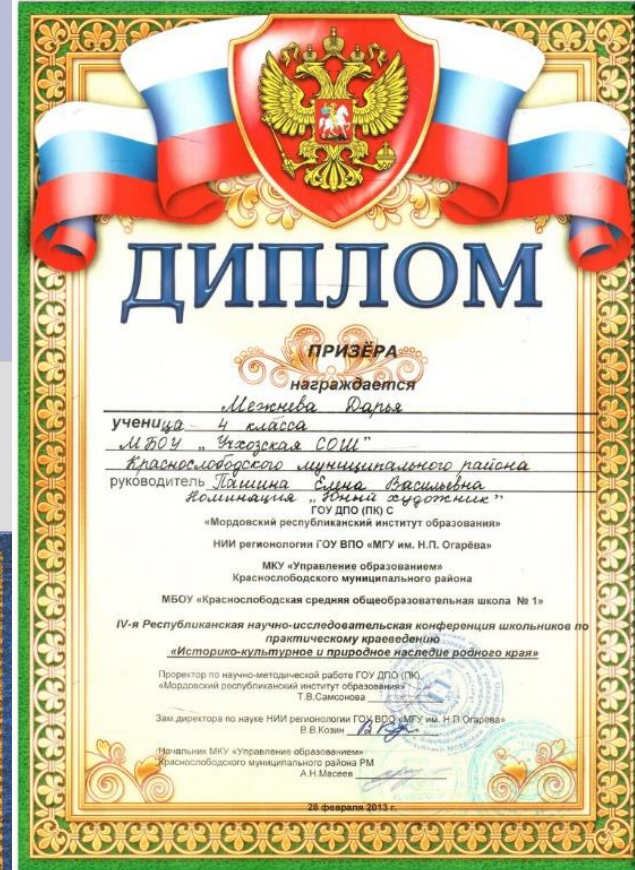 ДИПЛОМ
ПРИЗЁРА
награждается
Межнева Дарья
ученица 4 класса
МБОУ „Учхозская СОШ"
Краснослободского муниципального района
руководитель Пашина Елена Васильевна
Номинация „Юный художник"
ГОУ ДПО (ПК) С
«Мордовский республиканский институт образования»
НИИ регионологии ГОУ ВПО «МГУ им. Н.П. Огарёва»
МКУ «Управление образованием»
Краснослободского муниципального района
МБОУ «Краснослободская средняя общеобразовательная школа № 1»
IV-я Республиканская научно-исследовательская конференция школьников по
практическому краеведению
«Историко-культурное и природное наследие родного края»
Проректор по научно-методической работе ГОУ ДПО (ПК)
«Мордовский республиканский институт образования»
Т.В.Самсонова
Зам.директора по науке НИИ регионологии ГОУ ВПО «МГУ им. Н.П.Огарева»
В.В.Козин
Начальник МКУ «Управление образованием»
Краснослободского муниципального района РМ
А.Н.Масеев
28 февраля 2013 г.